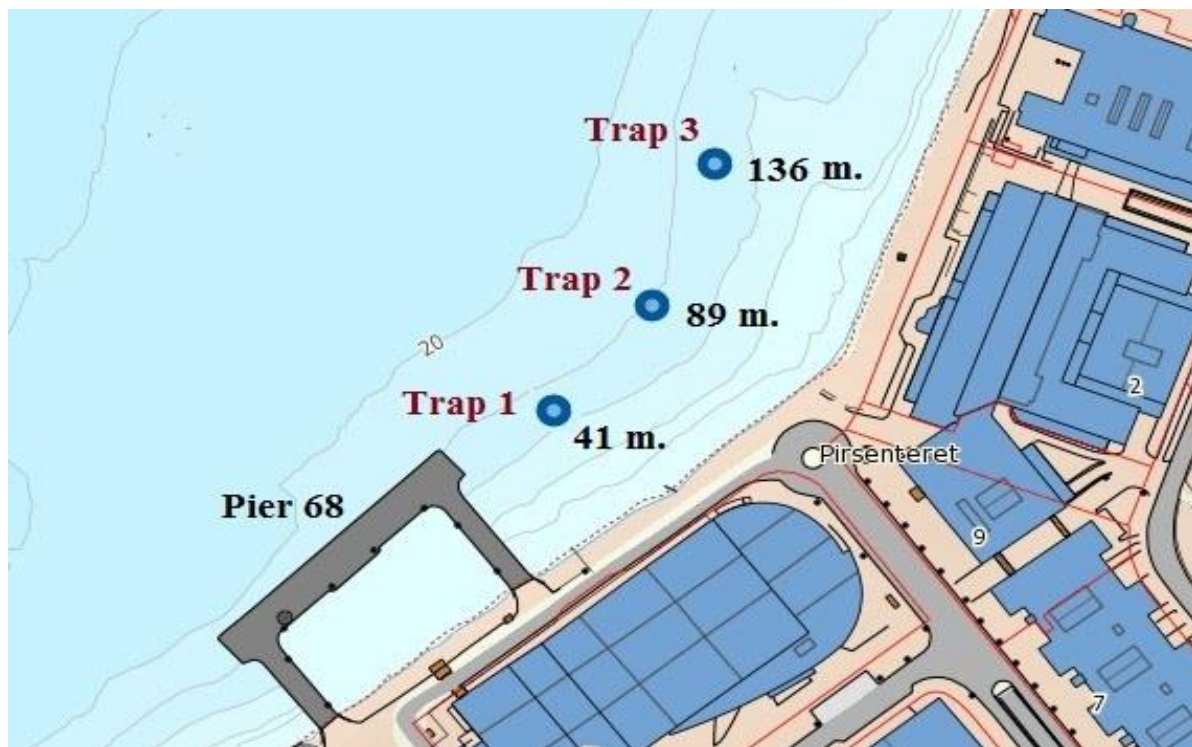 Trap 3
136 m.
Trap 2
89 m.
20
2
Trap 1
41 m.
Pirsenteret
Pier 68
9
7